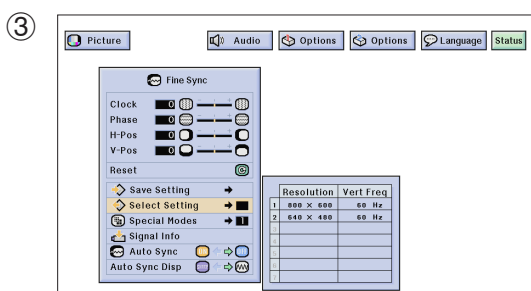 ③
Picture Audio Options Options Language Status
Fine Sync
Clock 0
Phase 0
H-Pos 0
V-Pos 0
Reset
Save Setting
Select Setting
Special Modes 1
Signal Info
Auto Sync
Auto Sync Disp
Resolution Vert Freq
1 800 × 600 60 Hz
2 640 × 480 60 Hz
3
4
5
6
7